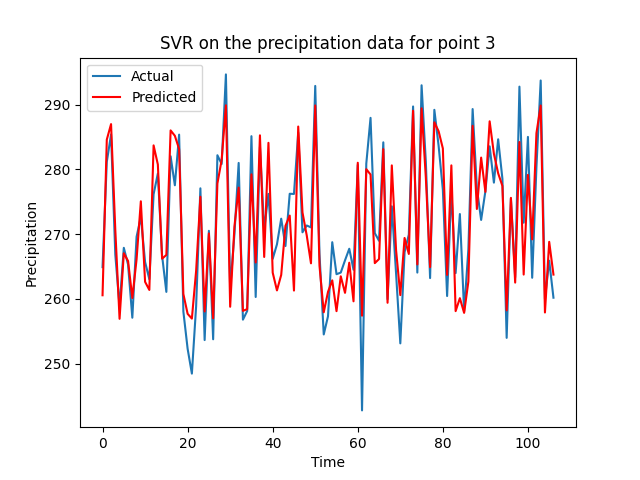 SVR on the precipitation data for point 3
Actual
Predicted
Precipitation
290
280
270
260
250
0 20 40 60 80 100
Time